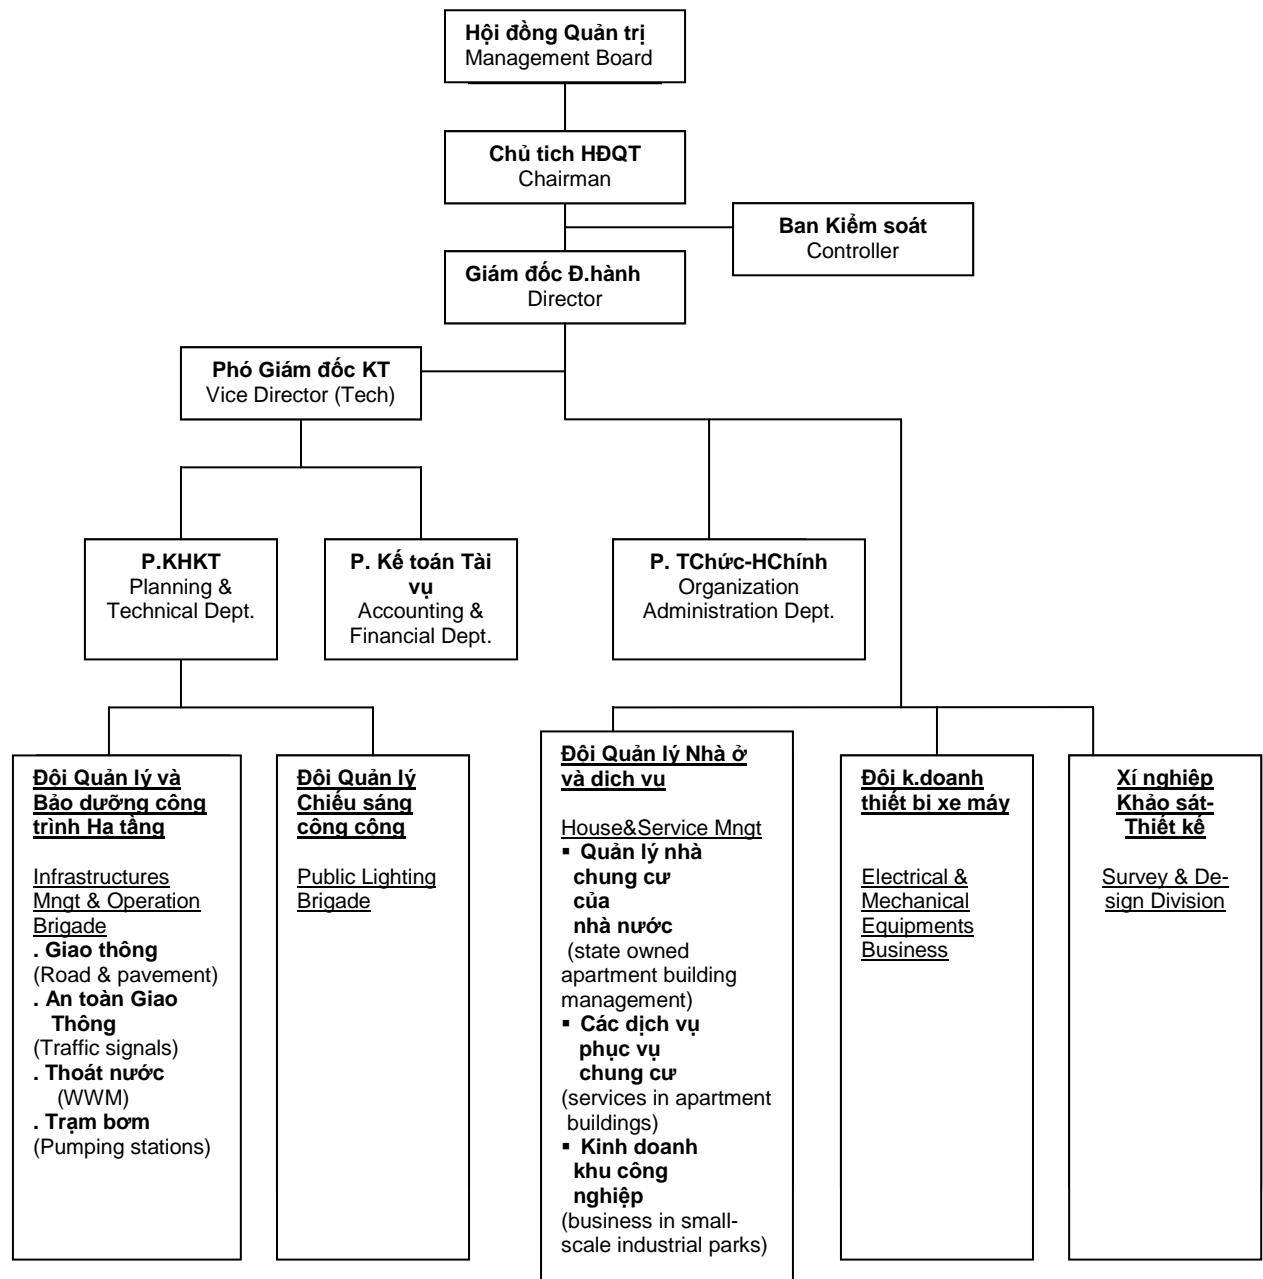 Hội đồng Quản trị
Management Board
Chủ tich HĐQT
Chairman
Ban Kiểm soát
Controller
Giám đốc Đ.hành
Director
Phó Giám đốc KT
Vice Director (Tech)
P.KHKT
Planning &
Technical Dept.
P. Kế toán Tài
vụ
Accounting &
Financial Dept.
P. TChức-HChính
Organization
Administration Dept.
Đôi Quản lý và
Bảo dưỡng công
trình Ha tầng
Infrastructures
Mngt & Operation
Brigade
. Giao thông
(Road & pavement)
. An toàn Giao
Thông
(Traffic signals)
. Thoát nước
(WWM)
. Trạm bơm
(Pumping stations)
Đôi Quản lý
Chiếu sáng
công công
Public Lighting
Brigade
Đôi Quản lý Nhà ở
và dich vu
House&Service Mngt
▪ Quản lý nhà
chung cư
của
nhà nước
(state owned
apartment building
management)
▪ Các dịch vụ
phục vụ
chung cư
(services in apartment
buildings)
▪ Kinh doanh
khu công
nghiệp
(business in small-
scale industrial parks)
Đôi k.doanh
thiết bi xe máy
Electrical &
Mechanical
Equipments
Business
Xí nghiêp
Khảo sát-
Thiết kế
Survey & De-
sign Division